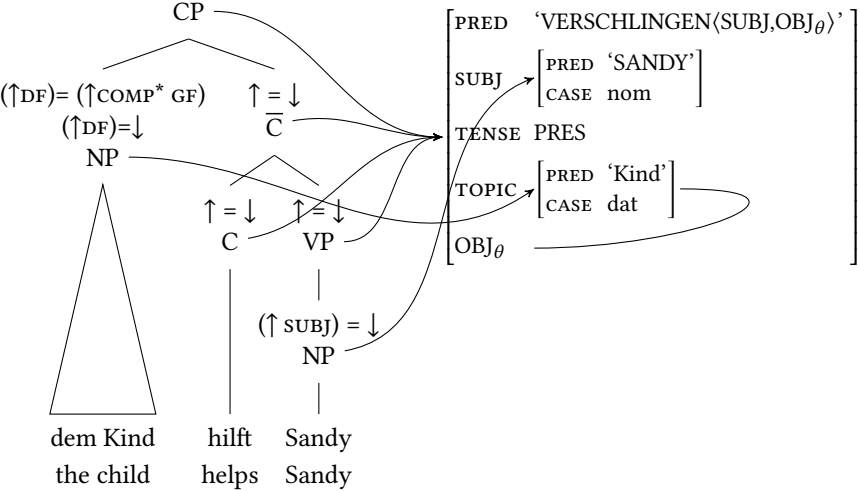 CP
(↑DF)= (↑COMP* GF)
(↑DF)=↓
NP
↑ = ↓
C̅
↑ = ↓
C
↑ = ↓
VP
(↑ SUBJ) = ↓
NP
dem Kind hilft Sandy
the child helps Sandy
PRED ‘VERSCHLINGEN⟨SUBJ,OBJθ⟩’
SUBJ
PRED ‘SANDY’
CASE nom
TENSE PRES
TOPIC
PRED ‘Kind’
CASE dat
OBJθ